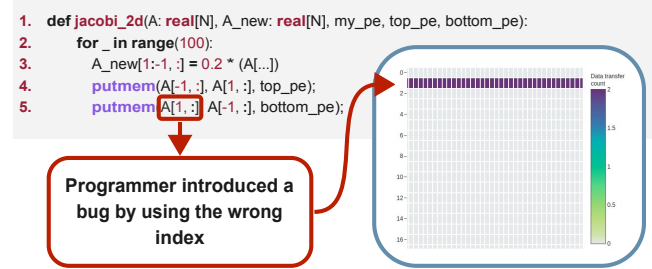 1. def jacobi_2d(A: real[N], A_new: real[N], my_pe, top_pe, bottom_pe):
2. for _ in range(100):
3. A_new[1:-1, :] = 0.2 * (A[...])
4. putmem(A[-1, :], A[1, :], top_pe);
5. putmem(A[1, :], A[-1, :], bottom_pe);
Programmer introduced a
bug by using the wrong
index
Data transfer
count
0
2
4
6
8
10
12
14
16
2
1.5
1
0.5
0